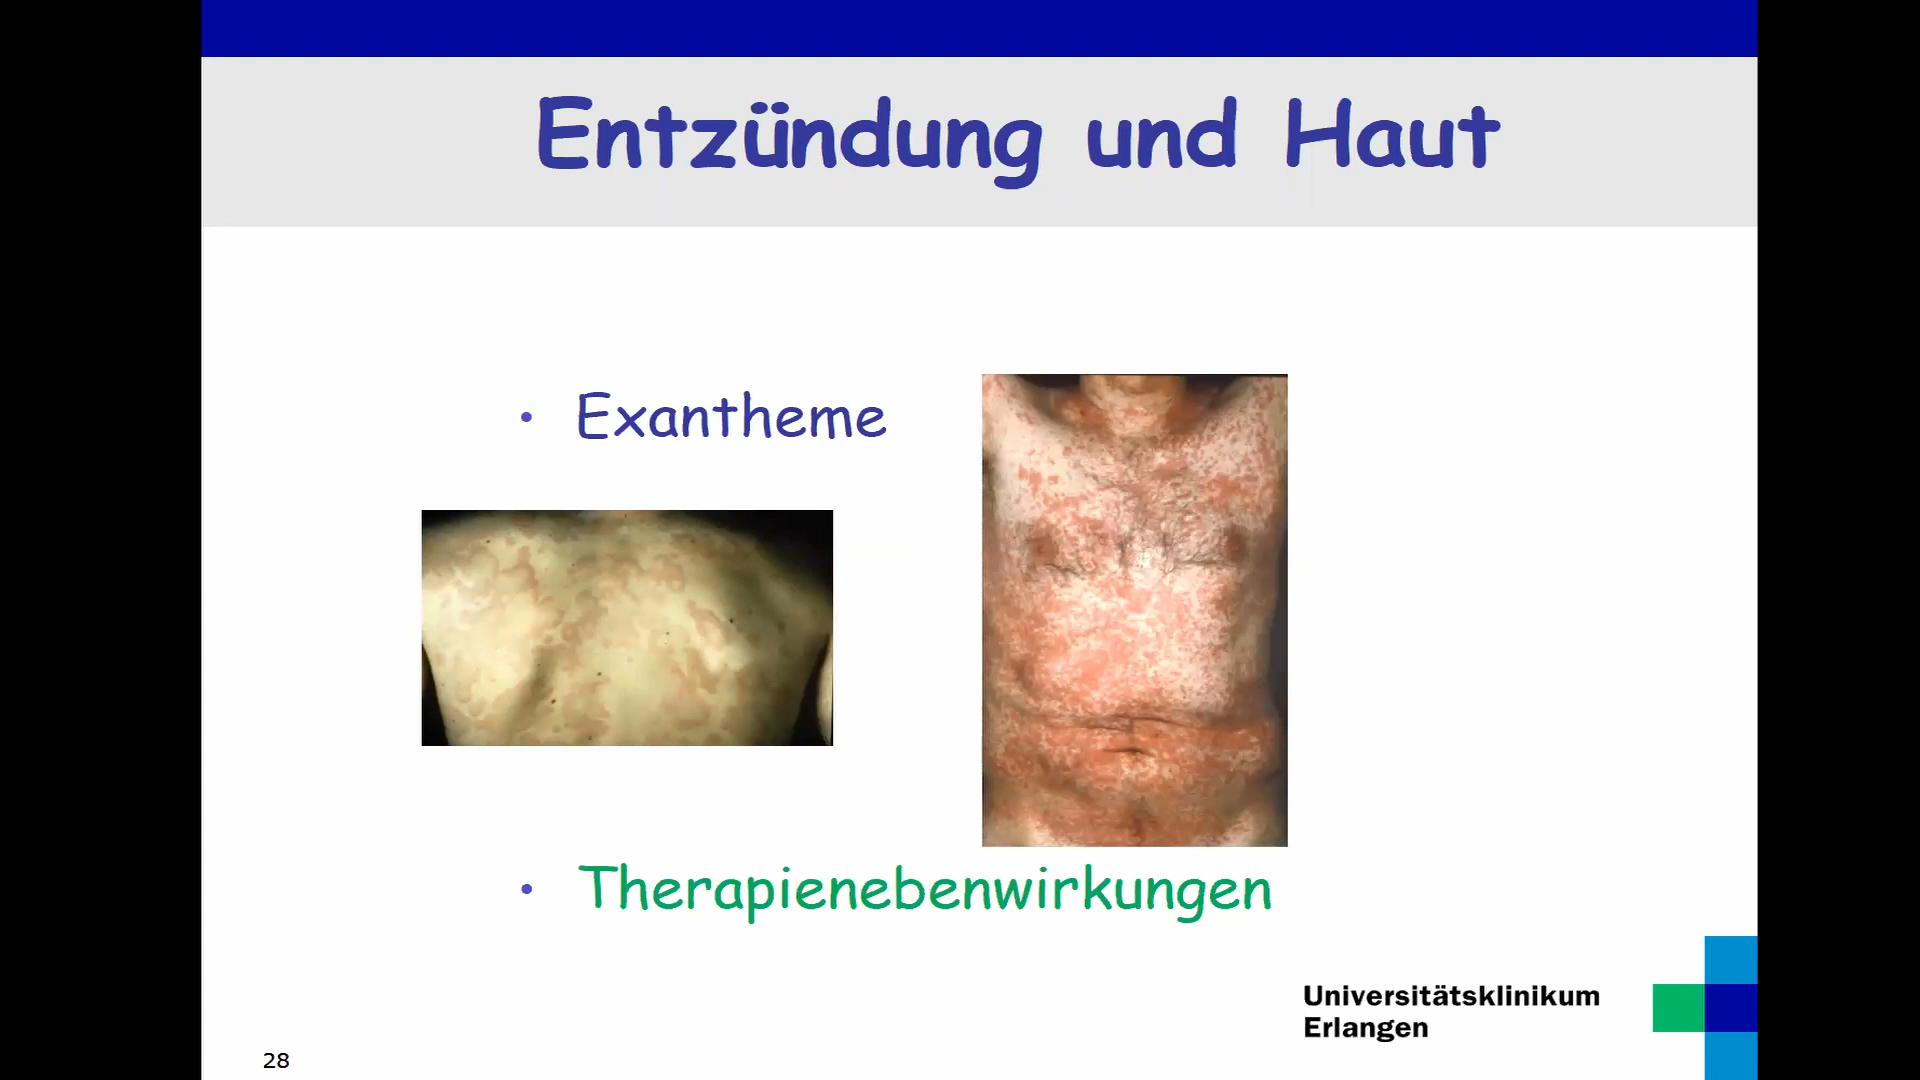 Entzündung und Haut
• Exantheme
• Therapienebenwirkungen
Universitätsklinikum
Erlangen
28